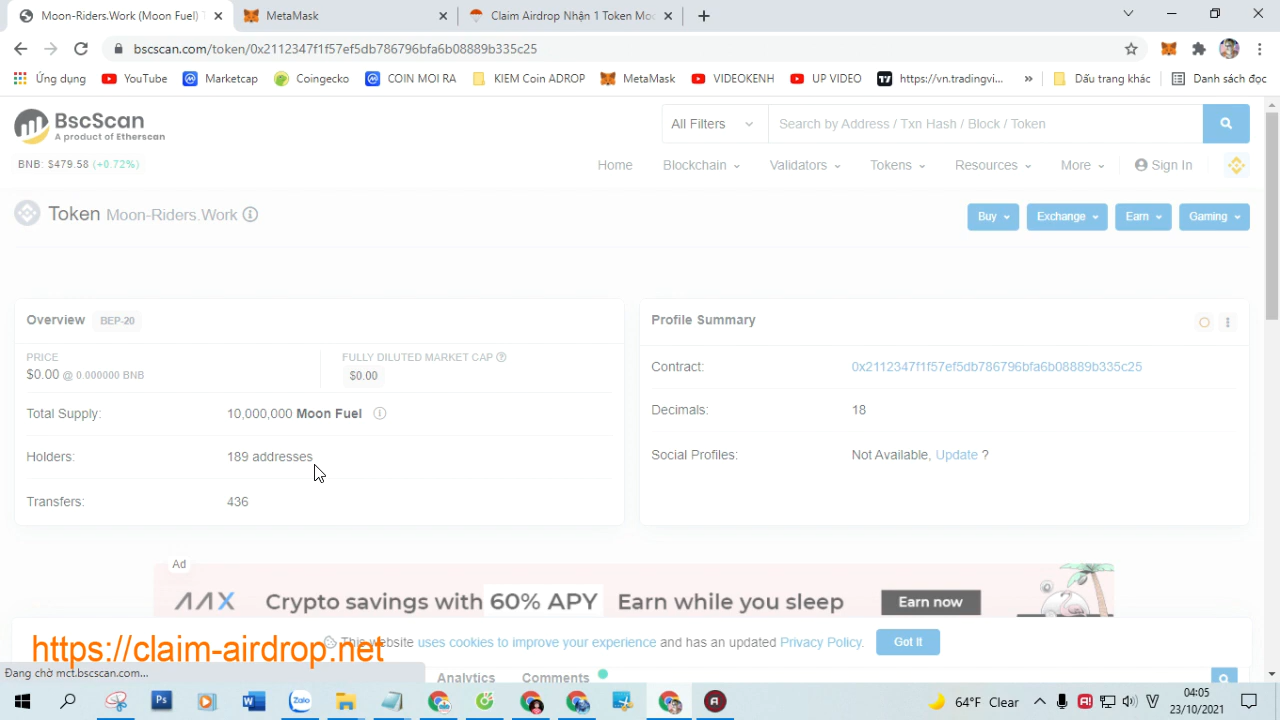 Moon-Riders.Work (Moon Fuel) T
MetaMask
Claim Airdrop Nhận 1 Token Moo
bscscan.com/token/0x2112347f1f57ef5db786796bfa6b08889b335c25
Ứng dụng
YouTube
Marketcap
Coingecko
COIN MOI RA
KIEM Coin ADROP
MetaMask
VIDEOKENH
UP VIDEO
https://vn.tradingvi...
»
Dấu trang khác
Danh sách đọc
BscScan
A product of Etherscan
All Filters
Search by Address / Txn Hash / Block / Token
BNB: $479.58 (+0.72%)
Home
Blockchain
Validators
Tokens
Resources
More
Sign In
Token Moon-Riders.Work
Buy
Exchange
Earn
Gaming
Overview BEP-20
PRICE
$0.00 @ 0.000000 BNB
FULLY DILUTED MARKET CAP
$0.00
Total Supply: 10,000,000 Moon Fuel
Holders: 189 addresses
Transfers: 436
Profile Summary
Contract: 0x2112347f1f57ef5db786796bfa6b08889b335c25
Decimals: 18
Social Profiles: Not Available, Update ?
Ad
AAX Crypto savings with 60% APY Earn while you sleep Earn now
This website uses cookies to improve your experience and has an updated Privacy Policy. Got It
https://claim-airdrop.net
Đang chờ mct.bscscan.com...
Analytics
Comments
Ps
W
Zalo
A
64°F Clear
04:05
23/10/2021